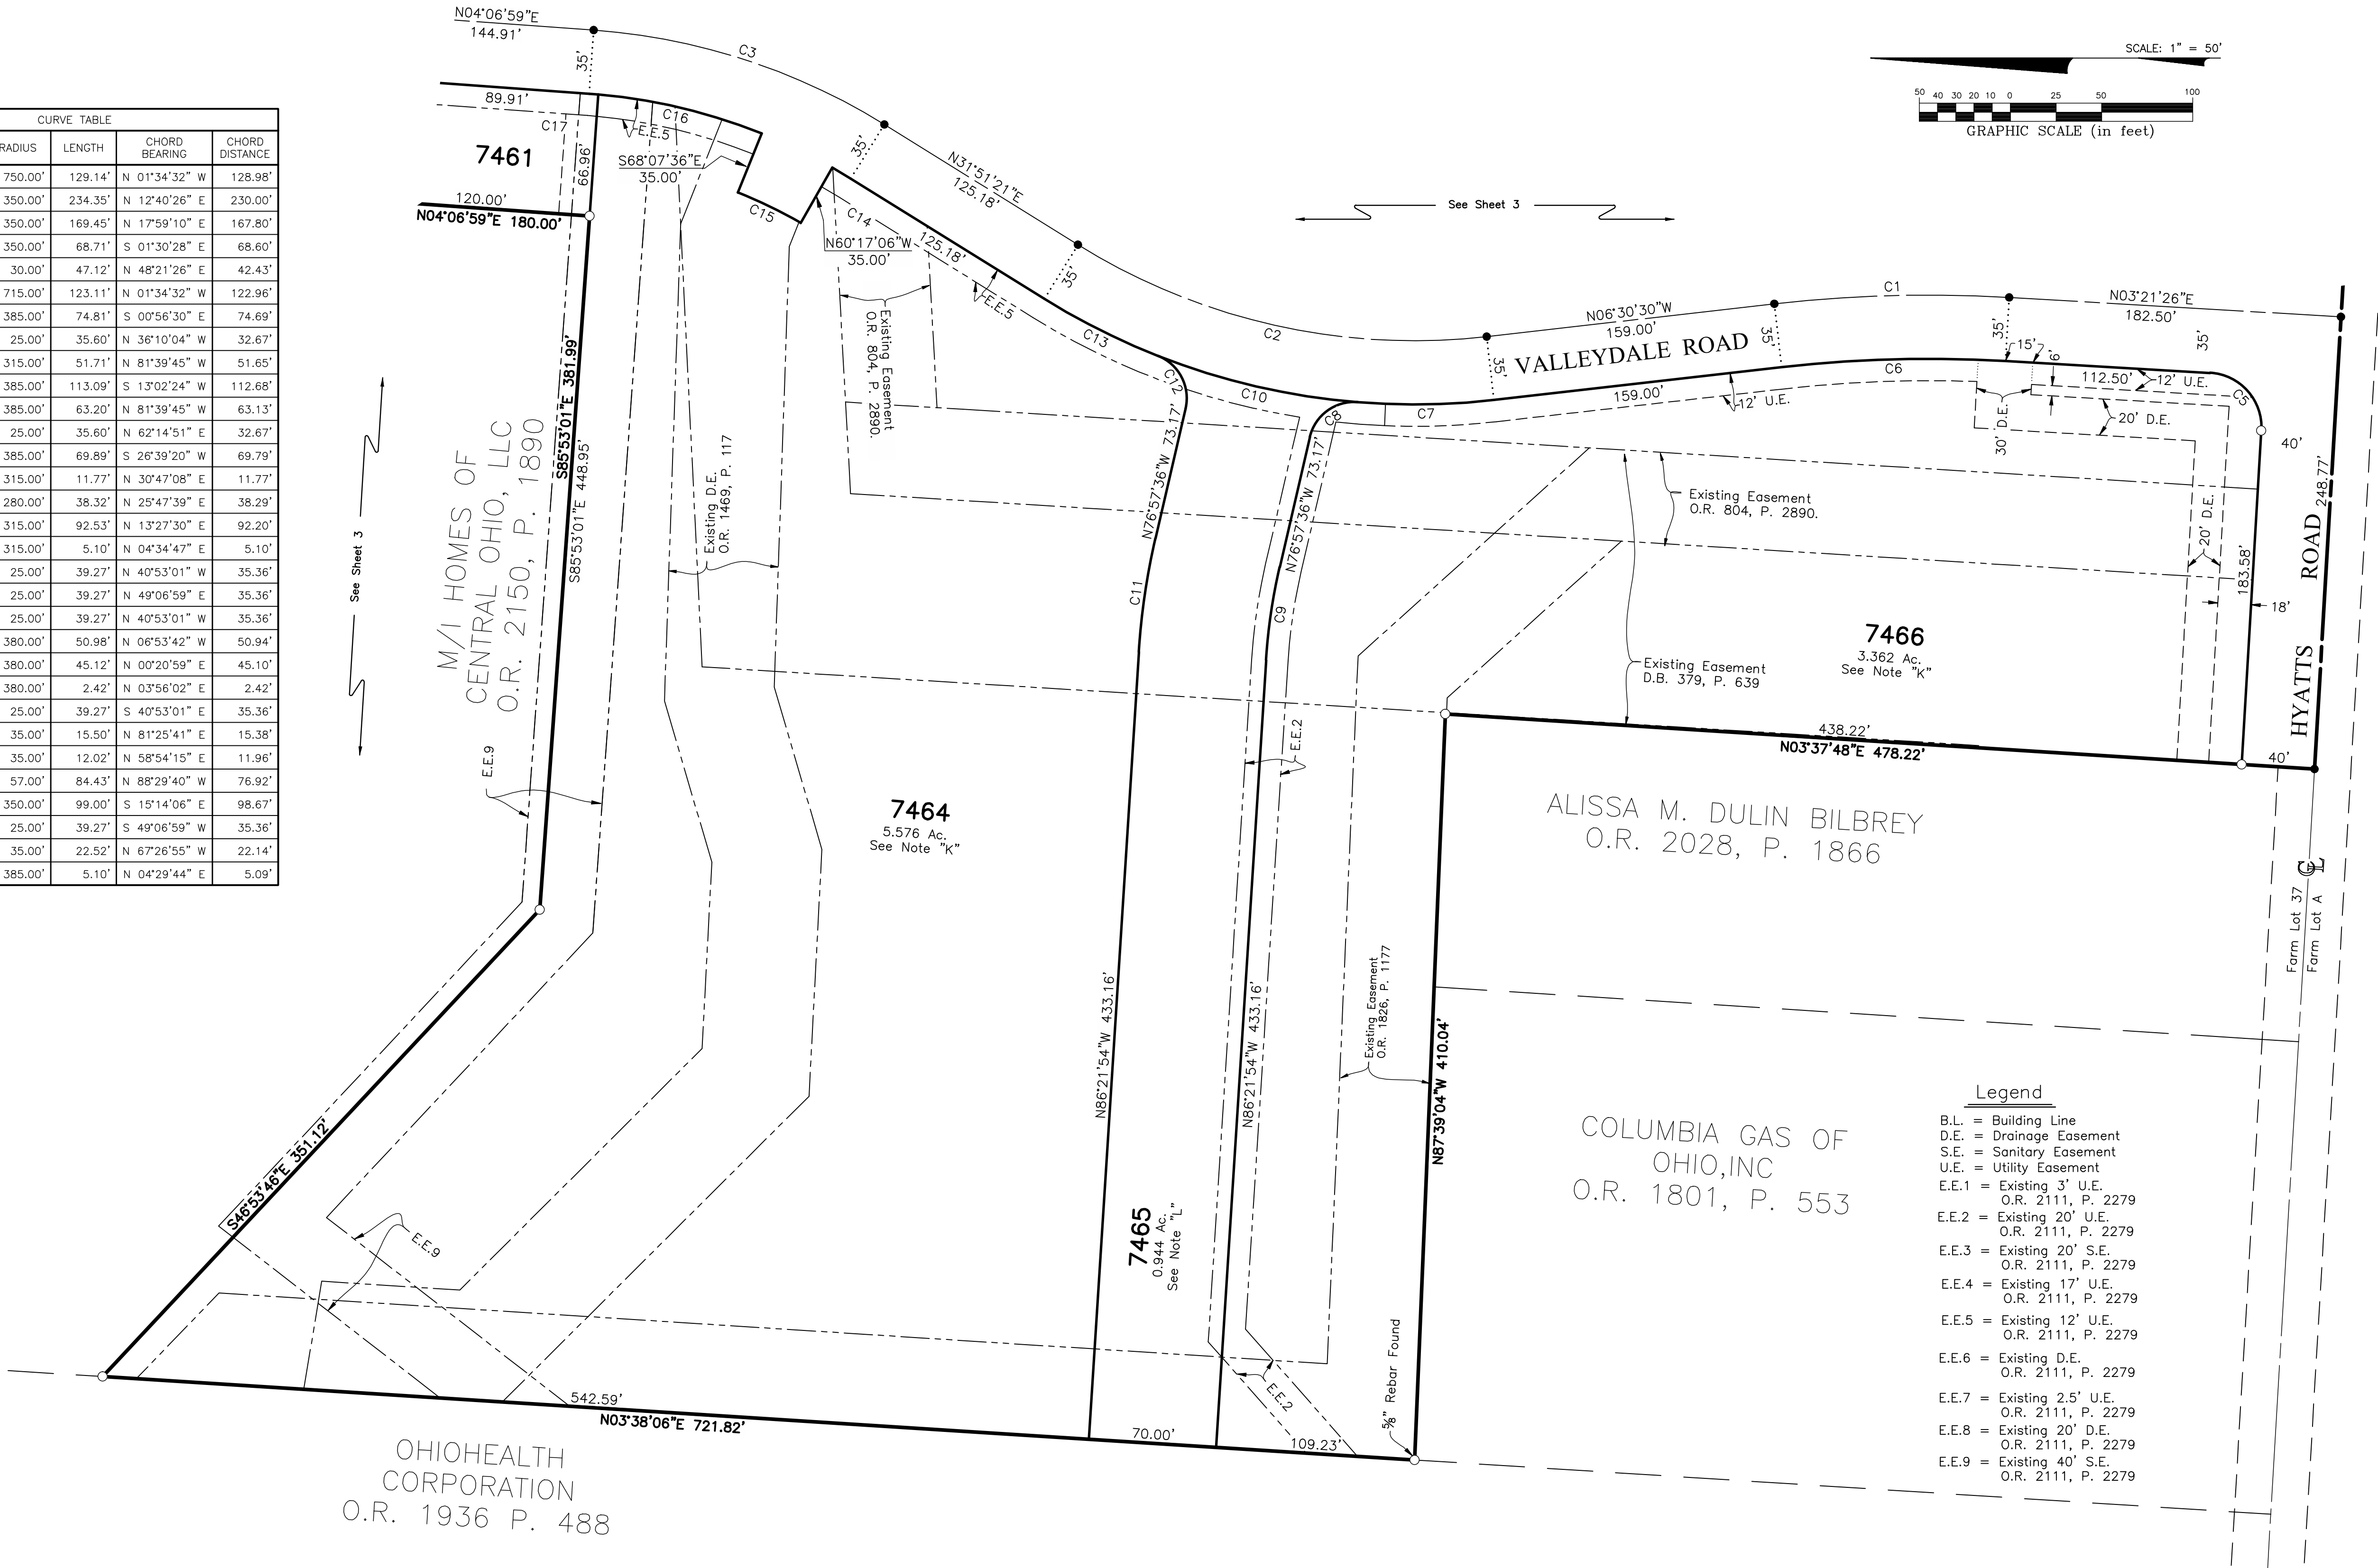 N04°06'59"E
144.91'
C3
35'
SCALE: 1" = 50'
50 40 30 20 10 0 25 50 100
GRAPHIC SCALE (in feet)
CURVE TABLE
RADIUS LENGTH CHORD BEARING CHORD DISTANCE
750.00' 129.14' N 01°34'32" W 128.98'
350.00' 234.35' N 12°40'26" E 230.00'
350.00' 169.45' N 17°59'10" E 167.80'
350.00' 68.71' S 01°30'28" E 68.60'
30.00' 47.12' N 48°21'26" E 42.43'
715.00' 123.11' N 01°34'32" W 122.96'
385.00' 74.81' S 00°56'30" E 74.69'
25.00' 35.60' N 36°10'04" W 32.67'
315.00' 51.71' N 81°39'45" W 51.65'
385.00' 113.09' S 13°02'24" W 112.68'
385.00' 63.20' N 81°39'45" W 63.13'
25.00' 35.60' N 62°14'51" E 32.67'
385.00' 69.89' S 26°39'20" W 69.79'
315.00' 11.77' N 30°47'08" E 11.77'
280.00' 38.32' N 25°47'39" E 38.29'
315.00' 92.53' N 13°27'30" E 92.20'
315.00' 5.10' N 04°34'47" E 5.10'
25.00' 39.27' N 40°53'01" W 35.36'
25.00' 39.27' N 49°06'59" E 35.36'
25.00' 39.27' N 40°53'01" W 35.36'
380.00' 50.98' N 06°53'42" W 50.94'
380.00' 45.12' N 00°20'59" E 45.10'
380.00' 2.42' N 03°56'02" E 2.42'
25.00' 39.27' S 40°53'01" E 35.36'
35.00' 15.50' N 81°25'41" E 15.38'
35.00' 12.02' N 58°54'15" E 11.96'
57.00' 84.43' N 88°29'40" W 76.92'
350.00' 99.00' S 15°14'06" E 98.67'
25.00' 39.27' S 49°06'59" W 35.36'
35.00' 22.52' N 67°26'55" W 22.14'
385.00' 5.10' N 04°29'44" E 5.09'
89.91'
C17
C16
E.E.5
7461
66.96'
S68°07'36"E
35.00'
120.00'
N04°06'59"E 180.00'
C15
35'
N31°51'21"E
125.18'
C14
N60°17'06"W
35.00'
125.18'
35'
E.E.5
Existing Easement
O.R. 804, P. 2890.
C13
C2
See Sheet 3
N06°30'30"W
159.00'
35'
VALLEYDALE ROAD
35'
C1
N03°21'26"E
182.50'
35'
35'
15'
6'
112.50'
12' U.E.
C5
20' D.E.
30' D.E.
C6
159.00'
12' U.E.
C7
C8
C10
C12
40'
248.77'
183.58'
20' D.E.
18'
HYATTS ROAD
See Sheet 3
M/I HOMES OF
CENTRAL OHIO, LLC
O.R. 2150, P. 1890
S85°53'01"E 381.99'
S85°53'01"E 448.95'
Existing D.E.
O.R. 1469, P. 117
N76°57'36"W 73.17'
N76°57'36"W 73.17'
C11
C9
Existing Easement
O.R. 804, P. 2890.
7466
3.362 Ac.
See Note "K"
Existing Easement
D.B. 379, P. 639
438.22'
N03°37'48"E 478.22'
40'
E.E.9
E.E.2
7464
5.576 Ac.
See Note "K"
ALISSA M. DULIN BILBREY
O.R. 2028, P. 1866
CL
Farm Lot 37
Farm Lot A
N86°21'54"W 433.16'
N86°21'54"W 433.16'
Existing Easement
O.R. 1826, P. 1177
N87°39'04"W 410.04'
COLUMBIA GAS OF
OHIO,INC
O.R. 1801, P. 553
S46°53'46"E 351.12'
E.E.9
7465
0.944 Ac.
See Note "L"
5/8" Rebar Found
E.E.2
542.59'
N03°38'06"E 721.82'
70.00'
109.23'
OHIOHEALTH
CORPORATION
O.R. 1936 P. 488
Legend
B.L. = Building Line
D.E. = Drainage Easement
S.E. = Sanitary Easement
U.E. = Utility Easement
E.E.1 = Existing 3' U.E.
O.R. 2111, P. 2279
E.E.2 = Existing 20' U.E.
O.R. 2111, P. 2279
E.E.3 = Existing 20' S.E.
O.R. 2111, P. 2279
E.E.4 = Existing 17' U.E.
O.R. 2111, P. 2279
E.E.5 = Existing 12' U.E.
O.R. 2111, P. 2279
E.E.6 = Existing D.E.
O.R. 2111, P. 2279
E.E.7 = Existing 2.5' U.E.
O.R. 2111, P. 2279
E.E.8 = Existing 20' D.E.
O.R. 2111, P. 2279
E.E.9 = Existing 40' S.E.
O.R. 2111, P. 2279